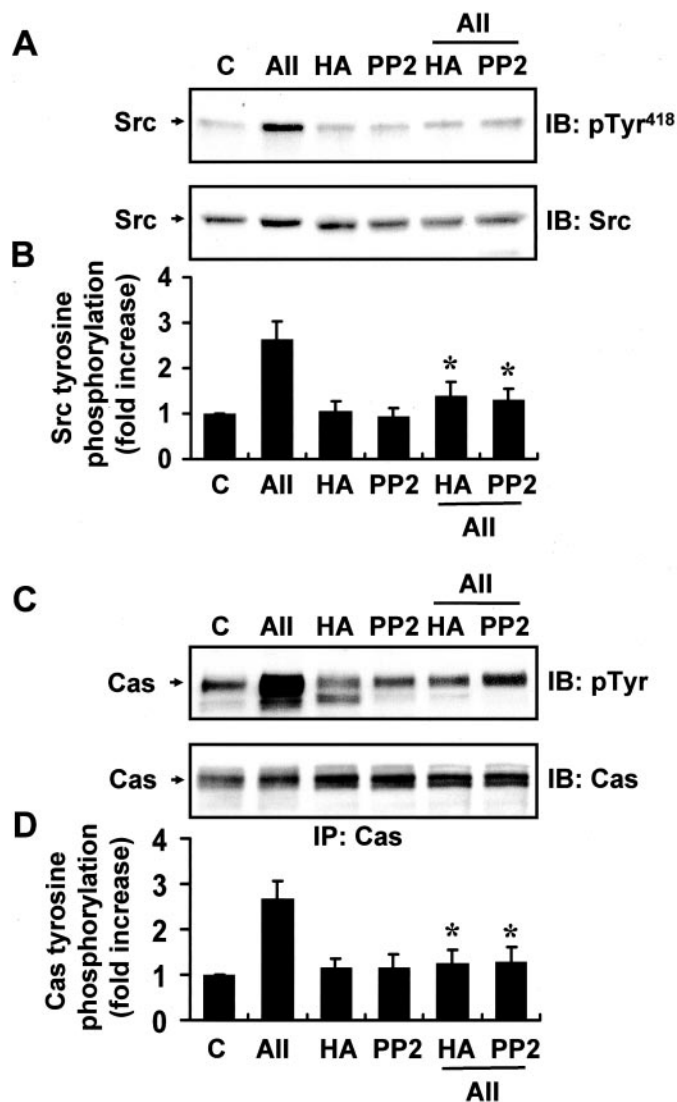 A
AII
C AII HA PP2 HA PP2
Src IB: pTyr418
Src IB: Src
B
Src tyrosine
phosphorylation
(fold increase)
4
3
2
1
0
* *
C AII HA PP2 HA PP2
AII
C
AII
C AII HA PP2 HA PP2
Cas IB: pTyr
Cas IB: Cas
IP: Cas
D
Cas tyrosine
phosphorylation
(fold increase)
4
3
2
1
0
* *
C AII HA PP2 HA PP2
AII